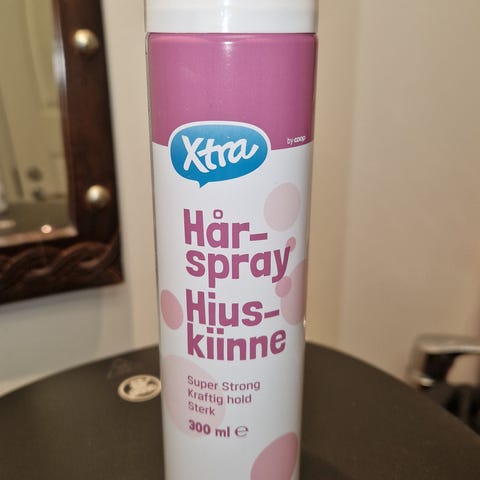 Xtra
by coop
Hår-
spray
Hius-
kiinne
Super Strong
Kraftig hold
Sterk
300 ml ℮